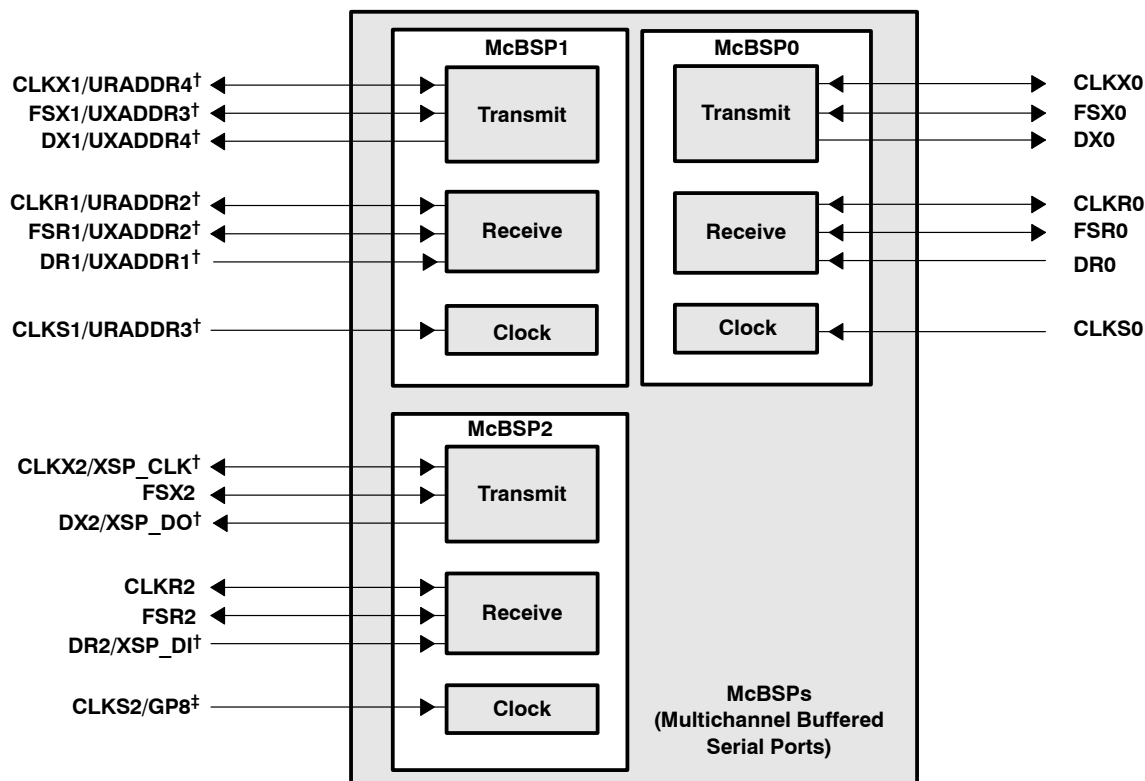 McBSP1
CLKX1/URADDR4†
FSX1/UXADDR3†
DX1/UXADDR4†
Transmit
CLKR1/URADDR2†
FSR1/UXADDR2†
DR1/UXADDR1†
Receive
CLKS1/URADDR3†
Clock
McBSP0
Transmit
CLKX0
FSX0
DX0
Receive
CLKR0
FSR0
DR0
Clock
CLKS0
McBSP2
CLKX2/XSP_CLK†
FSX2
DX2/XSP_DO†
Transmit
CLKR2
FSR2
DR2/XSP_DI†
Receive
CLKS2/GP8‡
Clock
McBSPs
(Multichannel Buffered
Serial Ports)